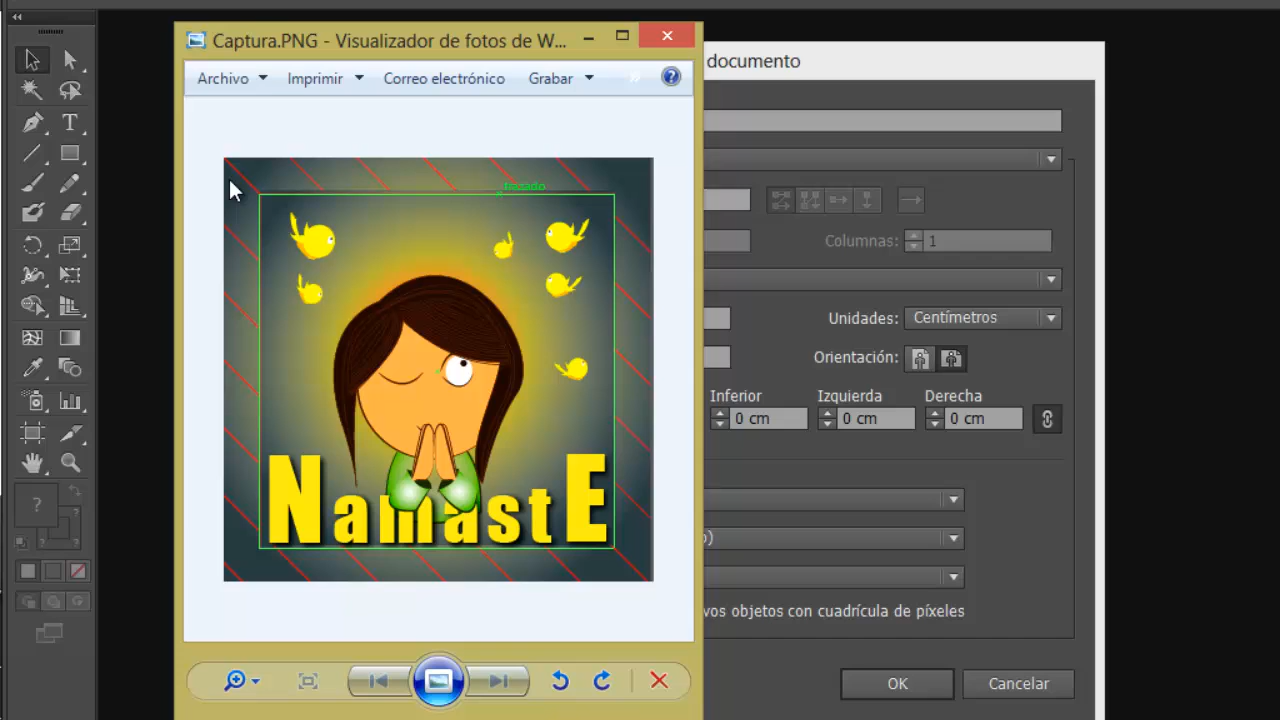 Captura.PNG - Visualizador de fotos de W...
documento
Archivo
Imprimir
Correo electrónico
Grabar
trazado
NamastE
Columnas:
1
Unidades:
Centímetros
Orientación:
Inferior
Izquierda
Derecha
0 cm
0 cm
0 cm
o)
vos objetos con cuadrícula de píxeles
OK
Cancelar